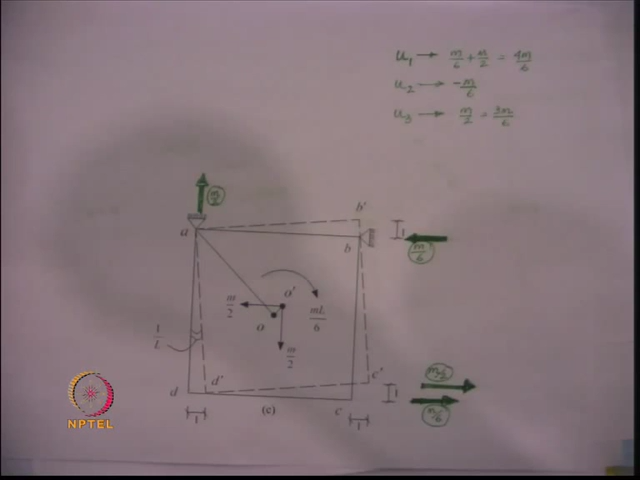 u₁ → m/6 + m/2 = 4m/6
u₂ → -m/6
u₃ → m/2 = 3m/6
m/2
b'
a
b
1
m/6
o'
m/2
mL/6
o
1/L
m/2
d'
c'
m/2
d
c
1
m/6
1
(c)
1
NPTEL